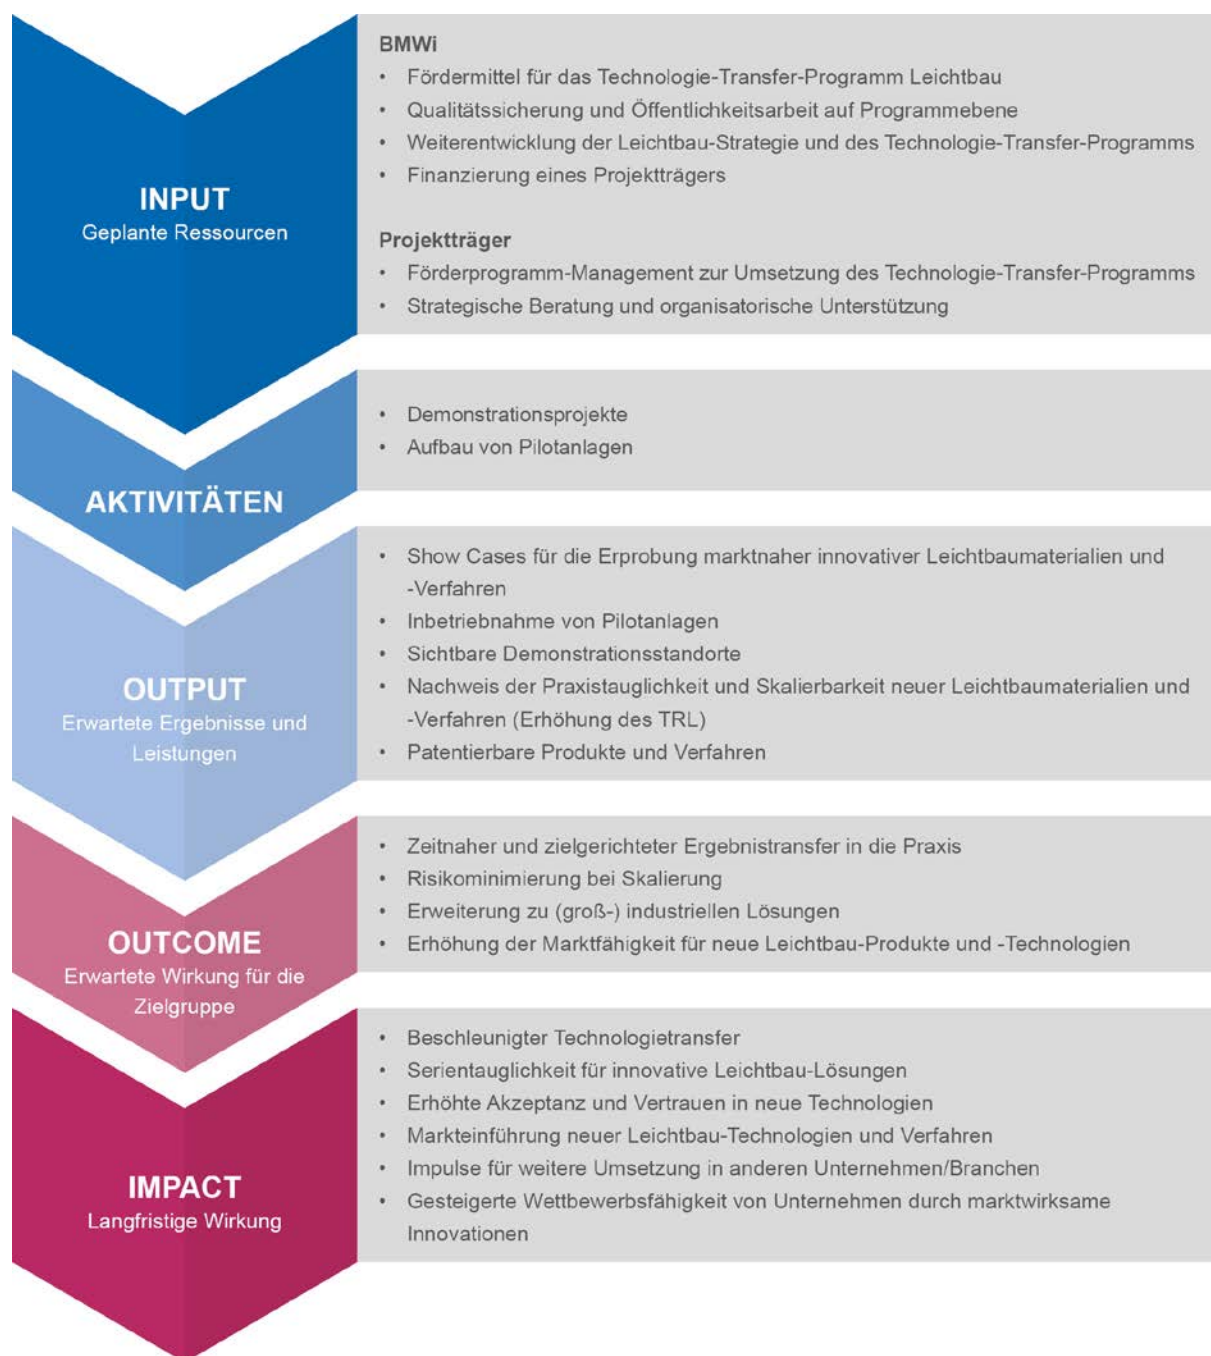 BMWi
• Fördermittel für das Technologie-Transfer-Programm Leichtbau
• Qualitätssicherung und Öffentlichkeitsarbeit auf Programmebene
• Weiterentwicklung der Leichtbau-Strategie und des Technologie-Transfer-Programms
• Finanzierung eines Projektträgers
INPUT
Geplante Ressourcen
Projektträger
• Förderprogramm-Management zur Umsetzung des Technologie-Transfer-Programms
• Strategische Beratung und organisatorische Unterstützung
AKTIVITÄTEN
• Demonstrationsprojekte
• Aufbau von Pilotanlagen
OUTPUT
Erwartete Ergebnisse und
Leistungen
• Show Cases für die Erprobung marktnaher innovativer Leichtbaumaterialien und
-Verfahren
• Inbetriebnahme von Pilotanlagen
• Sichtbare Demonstrationsstandorte
• Nachweis der Praxistauglichkeit und Skalierbarkeit neuer Leichtbaumaterialien und
-Verfahren (Erhöhung des TRL)
• Patentierbare Produkte und Verfahren
OUTCOME
Erwartete Wirkung für die
Zielgruppe
• Zeitnaher und zielgerichteter Ergebnistransfer in die Praxis
• Risikominimierung bei Skalierung
• Erweiterung zu (groß-) industriellen Lösungen
• Erhöhung der Marktfähigkeit für neue Leichtbau-Produkte und -Technologien
IMPACT
Langfristige Wirkung
• Beschleunigter Technologietransfer
• Serientauglichkeit für innovative Leichtbau-Lösungen
• Erhöhte Akzeptanz und Vertrauen in neue Technologien
• Markteinführung neuer Leichtbau-Technologien und Verfahren
• Impulse für weitere Umsetzung in anderen Unternehmen/Branchen
• Gesteigerte Wettbewerbsfähigkeit von Unternehmen durch marktwirksame
Innovationen